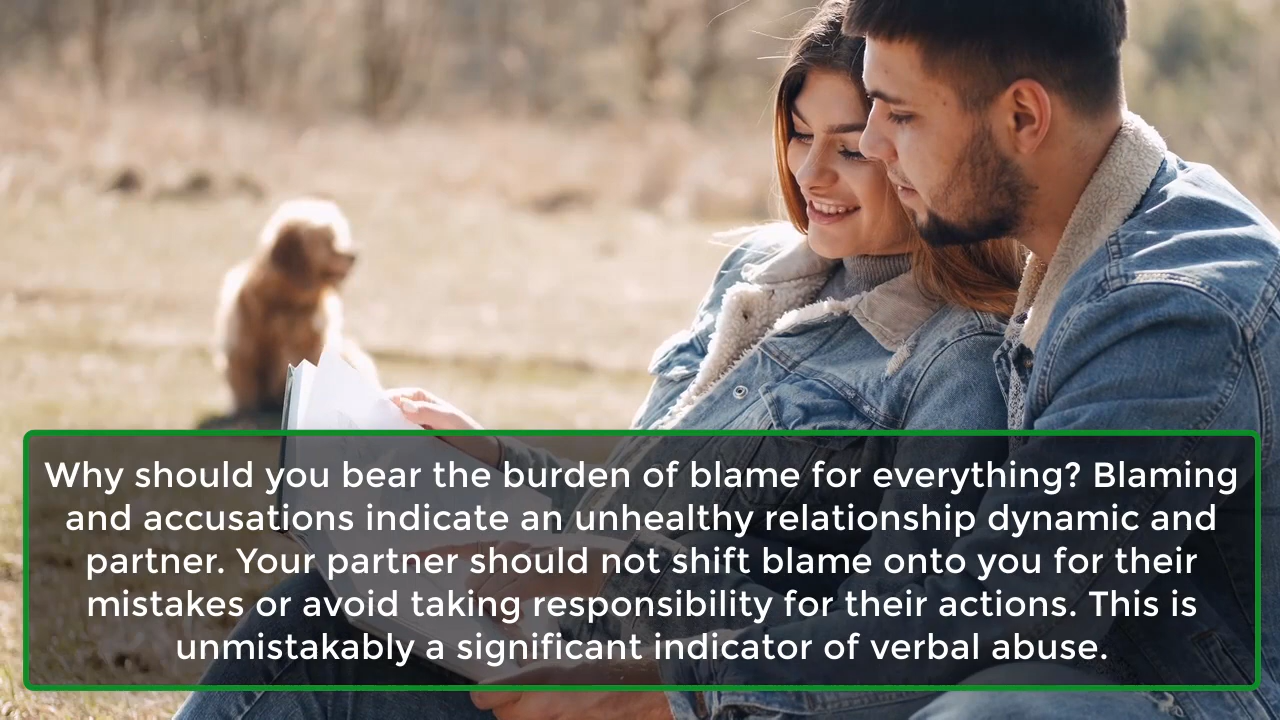 Why should you bear the burden of blame for everything? Blaming
and accusations indicate an unhealthy relationship dynamic and
partner. Your partner should not shift blame onto you for their
mistakes or avoid taking responsibility for their actions. This is
unmistakably a significant indicator of verbal abuse.